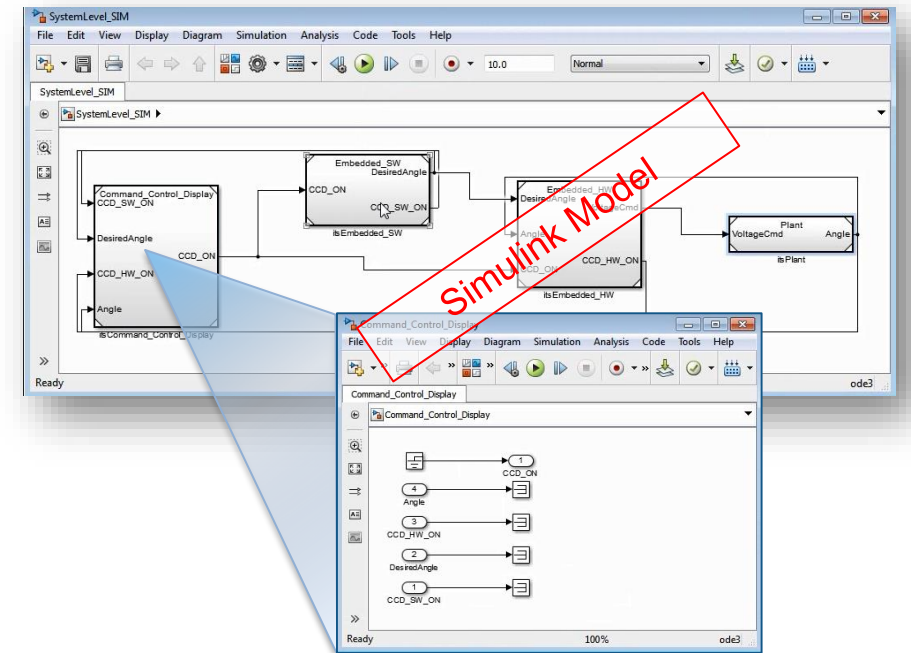 SystemLevel_SIM
File Edit View Display Diagram Simulation Analysis Code Tools Help
10.0 Normal
SystemLevel_SIM
SystemLevel_SIM
Embedded_SW
DesiredAngle
CCD_ON
CCD_SW_ON
itsEmbedded_SW
Command_Control_Display
CCD_SW_ON
DesiredAngle
CCD_ON
CCD_HW_ON
Angle
itsCommand_Control_Display
Embedded_HW
DesiredAngle
VoltageCmd
Angle
CCD_HW_ON
CCD_ON
itsEmbedded_HW
Plant
VoltageCmd Angle
itsPlant
Simulink Model
Ready ode3
Command_Control_Display
File Edit View Display Diagram Simulation Analysis Code Tools Help
Command_Control_Display
Command_Control_Display
1
CCD_ON
4
Angle
3
CCD_HW_ON
2
DesiredAngle
1
CCD_SW_ON
Ready 100% ode3